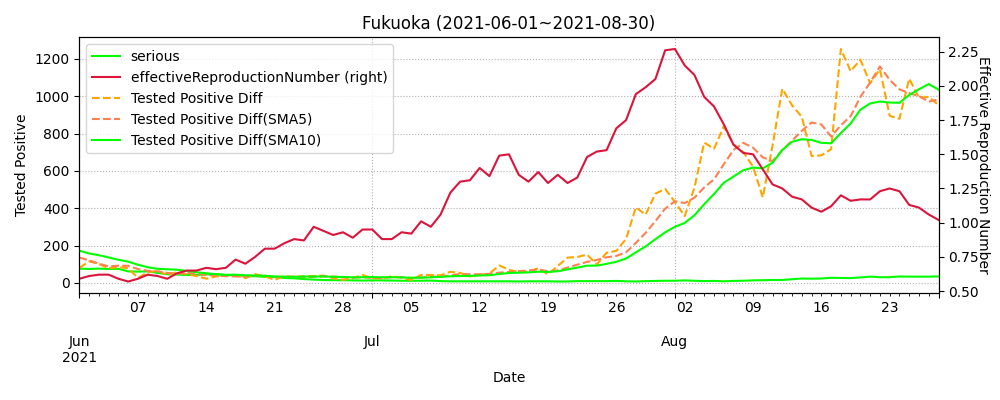 Fukuoka (2021-06-01~2021-08-30)
serious
effectiveReproductionNumber (right)
Tested Positive Diff
Tested Positive Diff(SMA5)
Tested Positive Diff(SMA10)
Tested Positive
1200
1000
800
600
400
200
0
2.25
2.00
1.75
1.50
1.25
1.00
0.75
0.50
Effective Reproduction Number
07 14 21 28 05 12 19 26 02 09 16 23
Jun Jul Aug
2021
Date